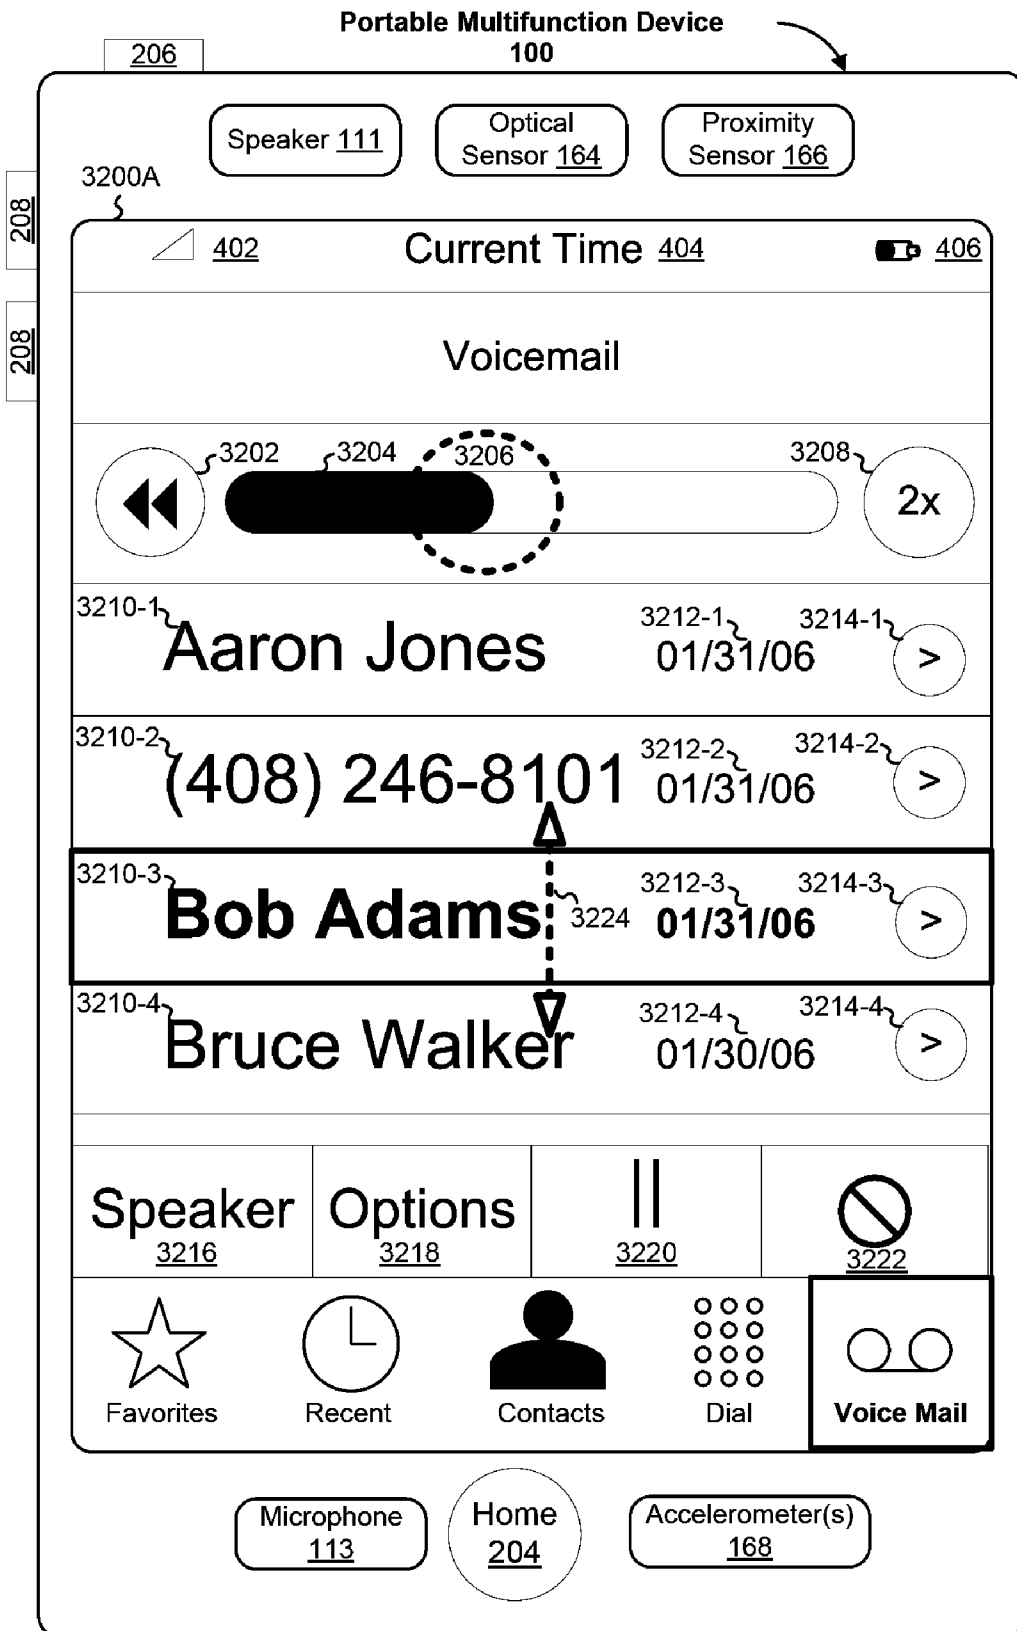 Portable Multifunction Device
100
206
Speaker 111
Optical
Sensor 164
Proximity
Sensor 166
3200A
208
208
402
Current Time 404
406
Voicemail
3202
3204
3206
3208
2x
3210-1
Aaron Jones
3212-1
01/31/06
3214-1
>
3210-2
(408) 246-8101
3212-2
01/31/06
3214-2
>
3210-3
Bob Adams
3224
3212-3
01/31/06
3214-3
>
3210-4
Bruce Walker
3212-4
01/30/06
3214-4
>
Speaker
3216
Options
3218
3220
3222
Favorites
Recent
Contacts
Dial
Voice Mail
Microphone
113
Home
204
Accelerometer(s)
168